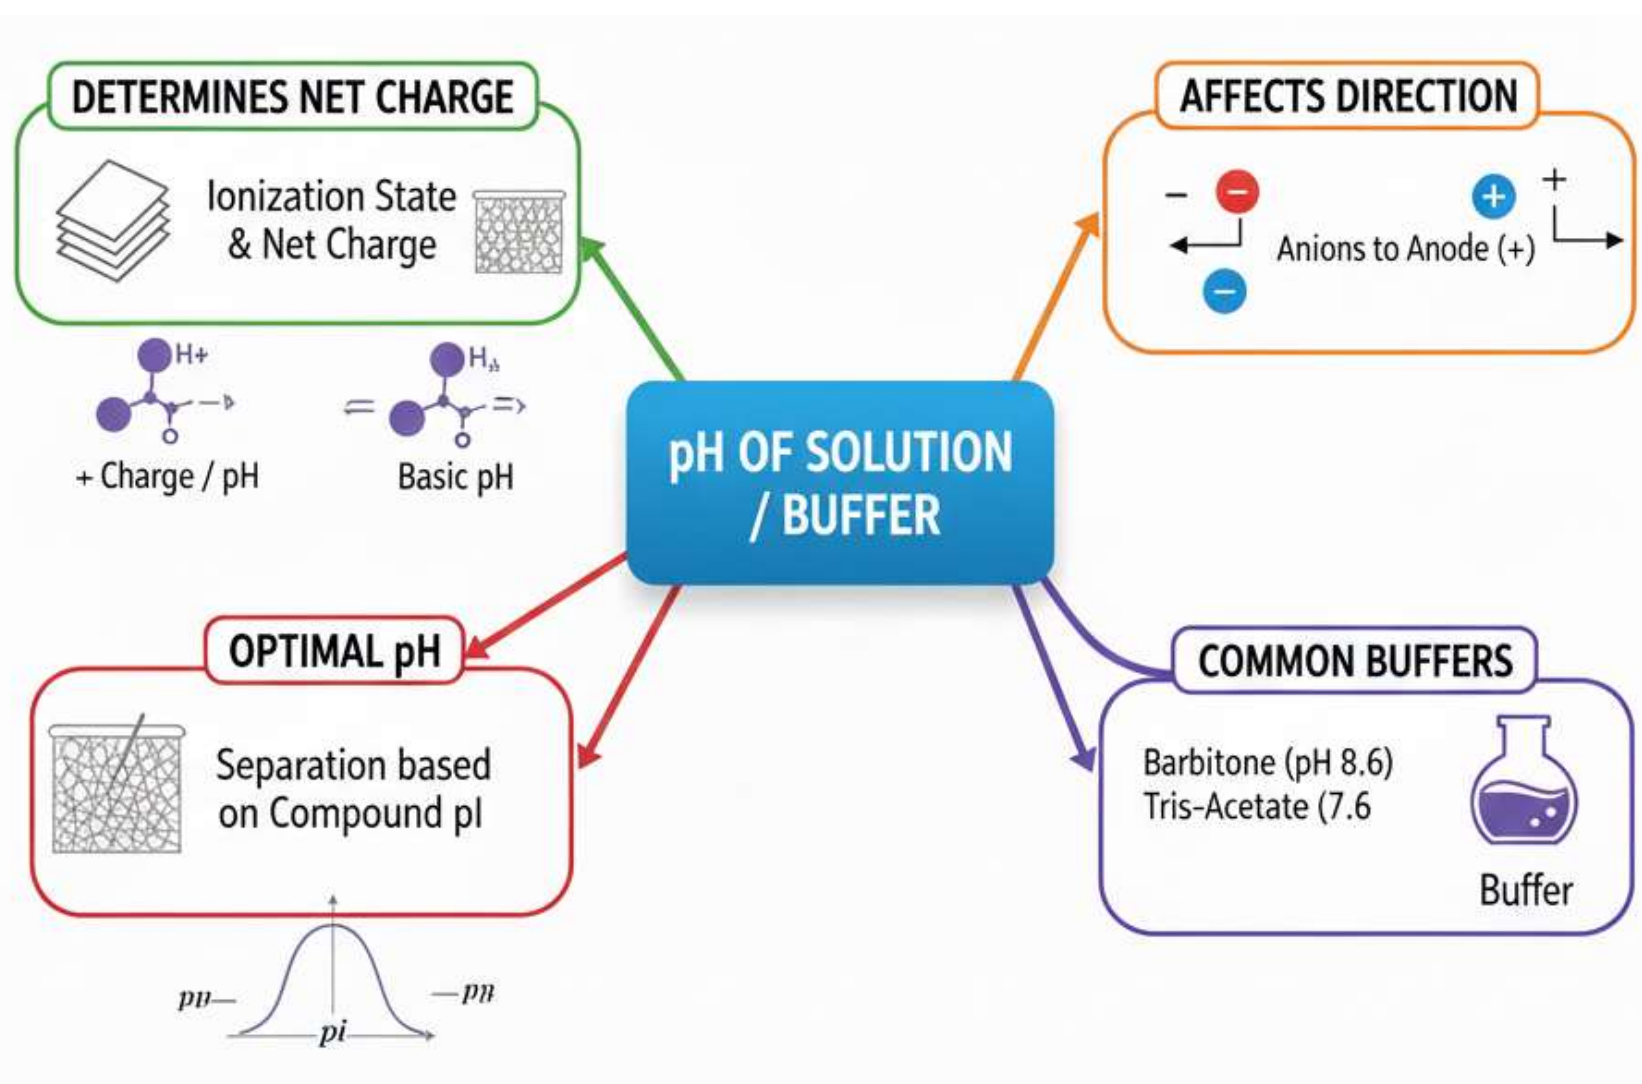 DETERMINES NET CHARGE
Ionization State
& Net Charge
H+
+ Charge / pH
Basic pH
AFFECTS DIRECTION
−
−
+
+
Anions to Anode (+)
−
pH OF SOLUTION
/ BUFFER
OPTIMAL pH
Separation based
on Compound pI
pi
COMMON BUFFERS
Barbitone (pH 8.6)
Tris-Acetate (7.6
Buffer